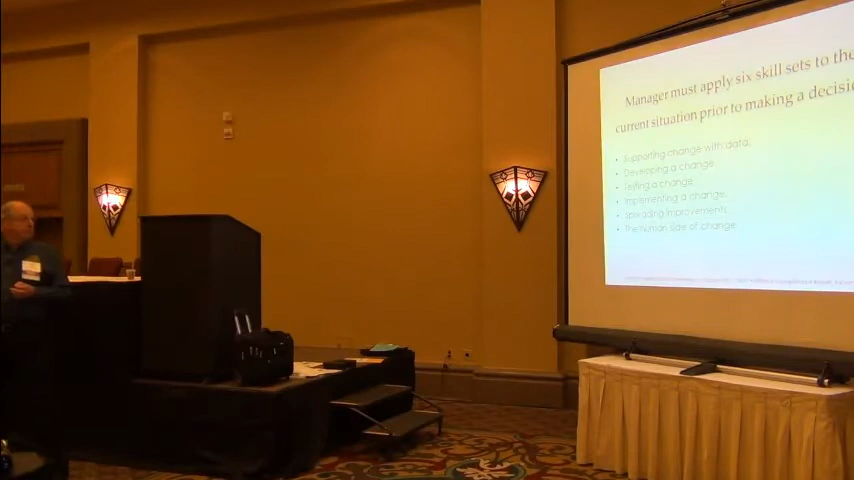 Manager must apply six skill sets to the
current situation prior to making a decisio
• Supporting change with data.
• Developing a change.
• Testing a change.
• Implementing a change.
• Spreading improvements.
• The human side of change.